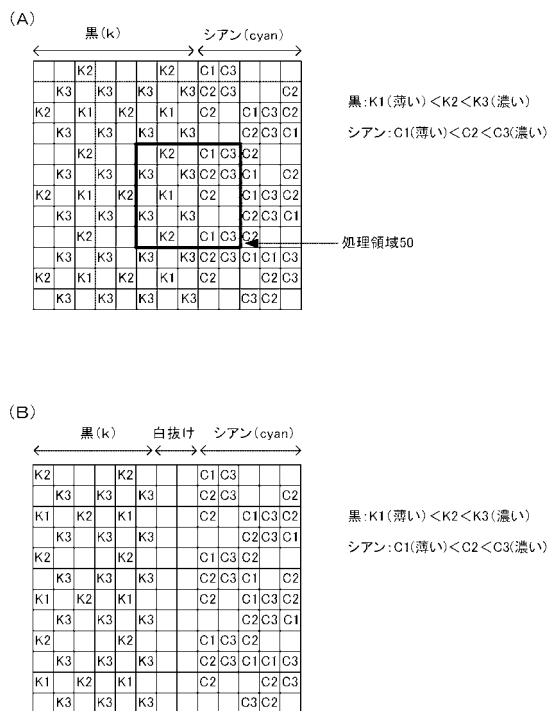 (A)
黒(k) シアン(cyan)
K2 K2 C1 C3
K3 K3 K3 K3 C2 C3 C2
K2 K1 K2 K1 C2 C1 C3 C2
K3 K3 K3 K3 C2 C3 C1
K2 K2 C1 C3 C2
K3 K3 K3 K3 C2 C3 C1 C2
K2 K1 K2 K1 C2 C1 C3 C2
K3 K3 K3 K3 C2 C3 C1
K2 K2 C1 C3 C2
K3 K3 K3 K3 C2 C3 C1 C1 C3
K2 K1 K2 K1 C2 C2 C3
K3 K3 K3 K3 C3 C2
黒:K1(薄い)<K2<K3(濃い)
シアン:C1(薄い)<C2<C3(濃い)
処理領域50
(B)
黒(k) 白抜け シアン(cyan)
K2 K2 C1 C3
K3 K3 K3 C2 C3 C2
K1 K2 K1 C2 C1 C3 C2
K3 K3 K3 C2 C3 C1
K2 K2 C1 C3 C2
K3 K3 K3 C2 C3 C1 C2
K1 K2 K1 C2 C1 C3 C2
K3 K3 K3 C2 C3 C1
K2 K2 C1 C3 C2
K3 K3 K3 C2 C3 C1 C1 C3
K1 K2 K1 C2 C2 C3
K3 K3 K3 C3 C2
黒:K1(薄い)<K2<K3(濃い)
シアン:C1(薄い)<C2<C3(濃い)